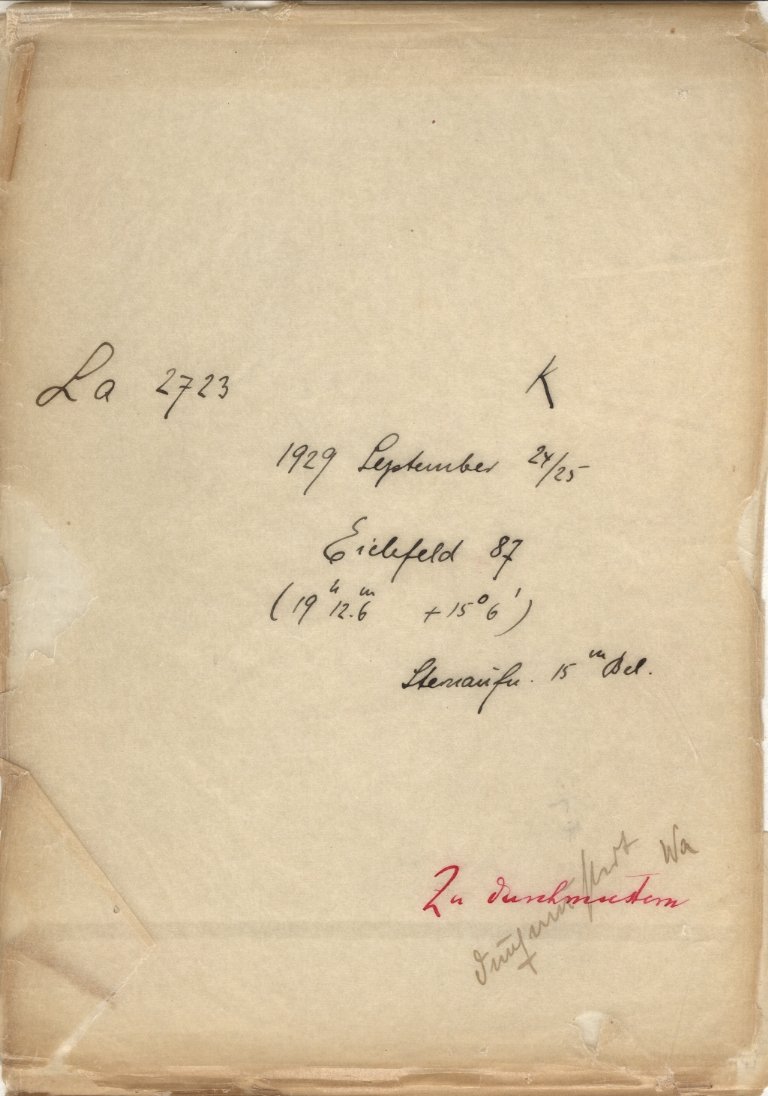 La 2723 K
1929 September 24/25
Eichfeld 87
(19ʰ 12.6ᵐ +15° 6')
Sternaufn. 15ᵐ Bel.
Zu durchmustern
Wa